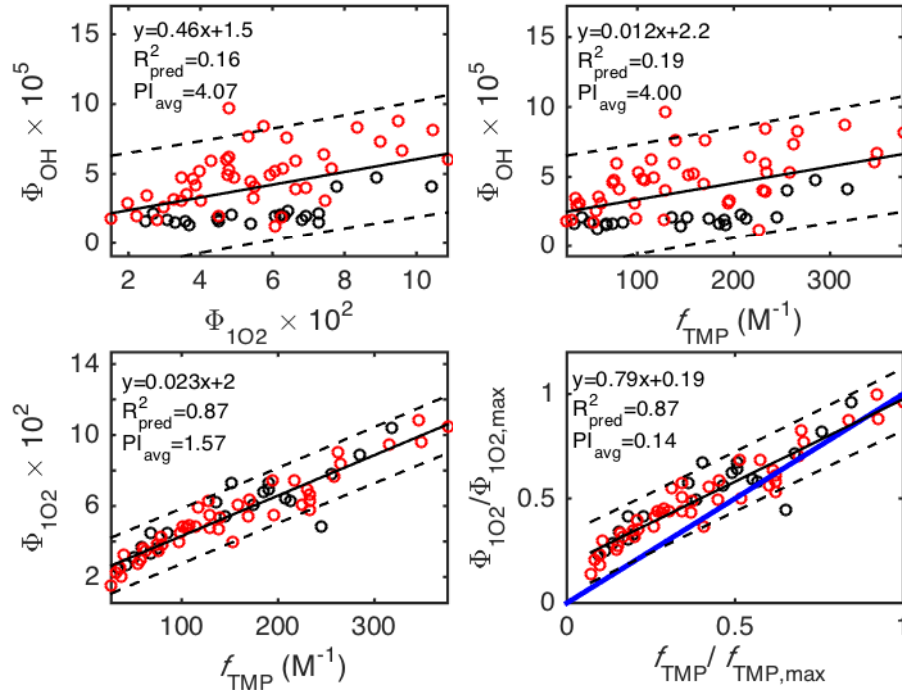 y=0.46x+1.5
R²pred=0.16
PIavg=4.07
ΦOH × 10⁵
15
10
5
0
2
4
6
8
10
Φ1O2 × 10²
y=0.012x+2.2
R²pred=0.19
PIavg=4.00
ΦOH × 10⁵
15
10
5
0
100
200
300
fTMP (M⁻¹)
y=0.023x+2
R²pred=0.87
PIavg=1.57
Φ1O2 × 10²
14
10
6
2
100
200
300
fTMP (M⁻¹)
y=0.79x+0.19
R²pred=0.87
PIavg=0.14
Φ1O2/Φ1O2,max
1
0.5
0
0
0.5
1
fTMP/ fTMP,max